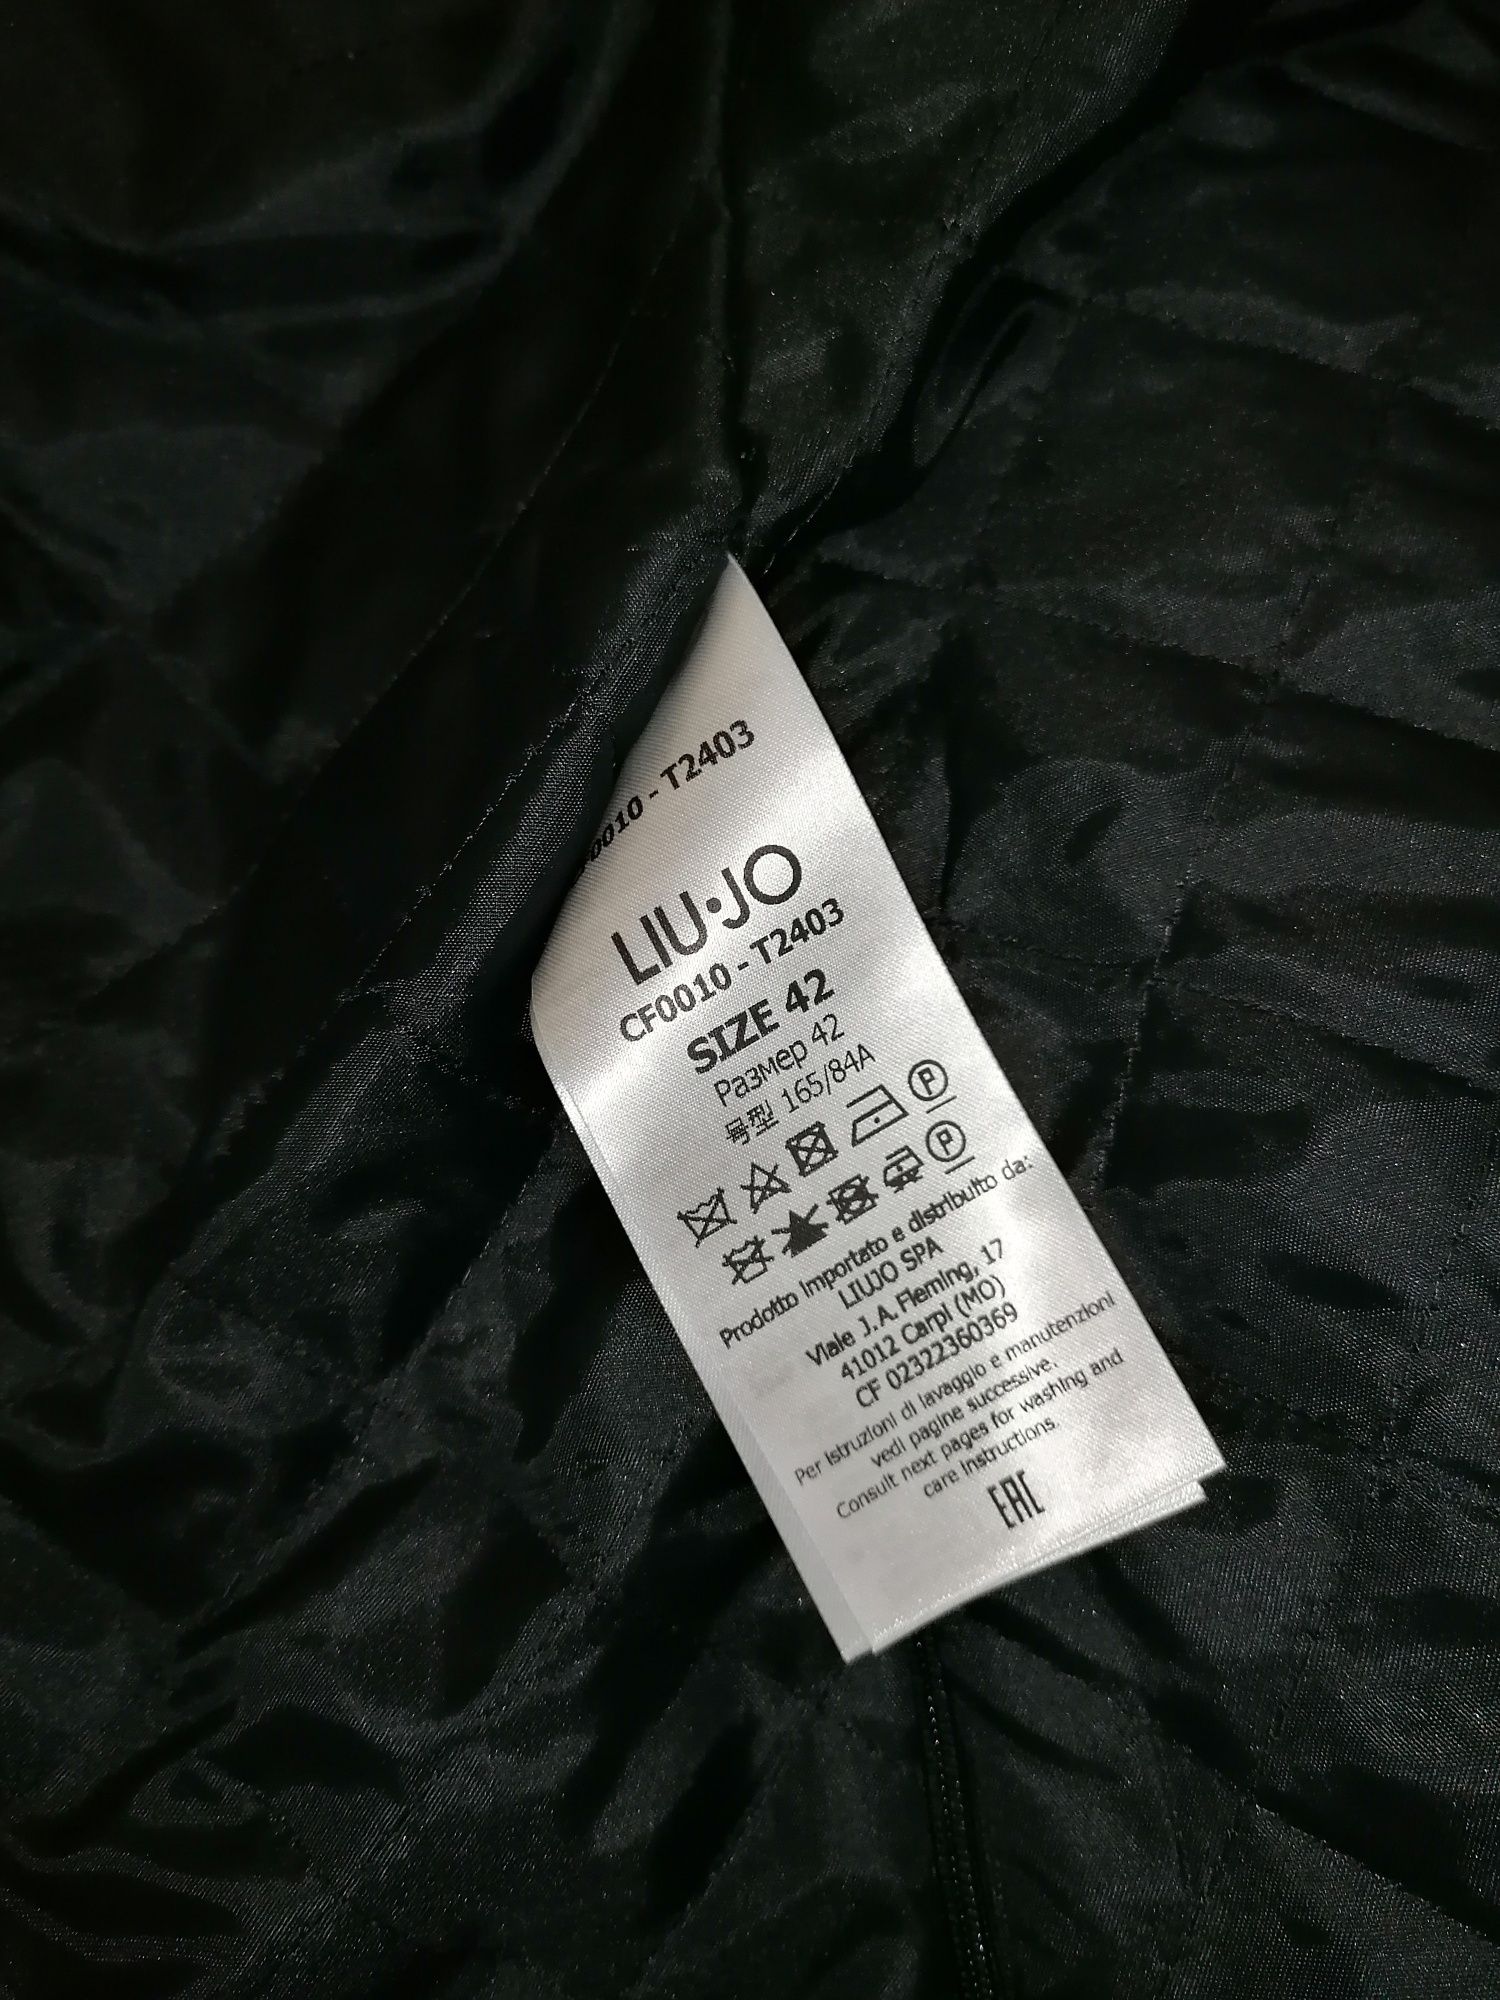 0010 - T2403
LIU·JO
CF0010 - T2403
SIZE 42
Размер 42
号型 165/84A
Prodotto importato e distribuito da:
LIUJO SPA
Viale J.A. Fleming, 17
41012 Carpi (MO)
CF 02322360369
Per istruzioni di lavaggio e manutenzioni
vedi pagine successive.
Consult next pages for washing and
care instructions.
EAC